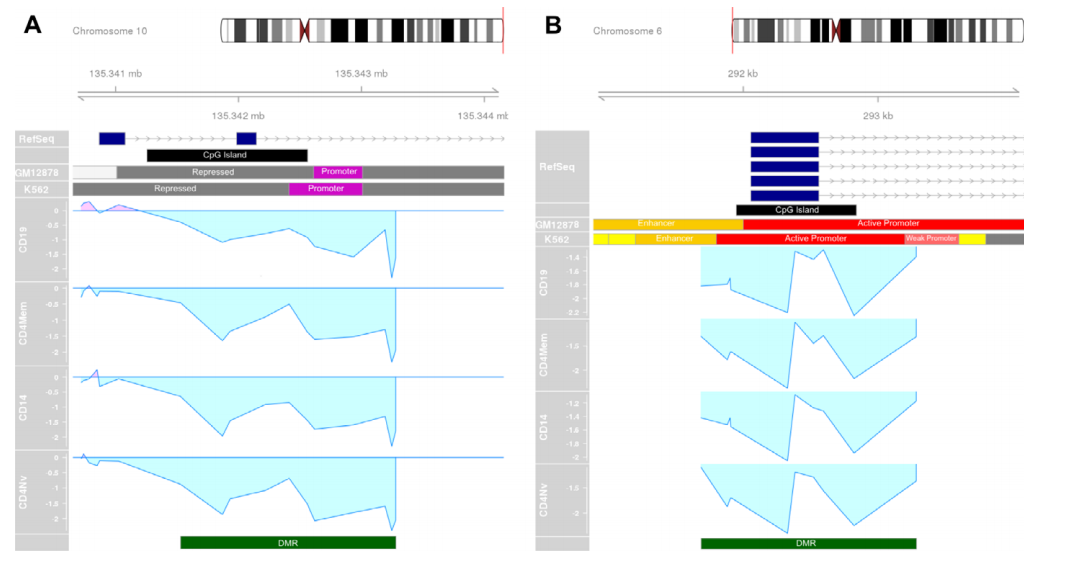 A
Chromosome 10
135.341 mb
135.343 mb
135.342 mb
135.344 mb
RefSeq
CpG Island
GM12878
Repressed
Promoter
K562
Repressed
Promoter
CD19
0
-0.5
-1
-1.5
-2
CD4Mem
0
-0.5
-1
-1.5
-2
CD14
0
-0.5
-1
-1.5
-2
CD4Nv
0
-0.5
-1
-1.5
-2
DMR
B
Chromosome 6
292 kb
293 kb
RefSeq
CpG Island
GM12878
Enhancer
Active Promoter
K562
Enhancer
Active Promoter
Weak Promoter
CD19
-1.4
-1.6
-1.8
-2
-2.2
CD4Mem
-1.5
-2
CD14
-1.2
-1.4
-1.6
-1.8
-2
CD4Nv
-1.5
-2
DMR